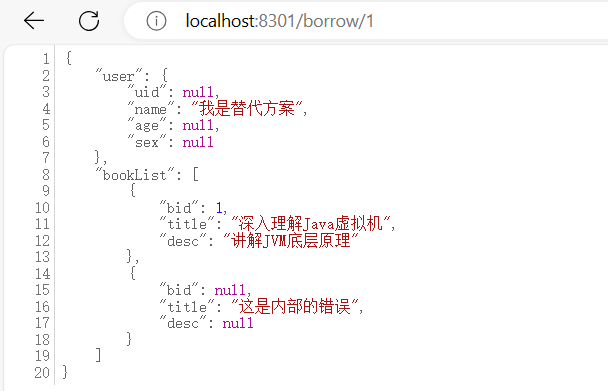 localhost:8301/borrow/1
1 {
2 "user": {
3 "uid": null,
4 "name": "我是替代方案",
5 "age": null,
6 "sex": null
7 },
8 "bookList": [
9 {
10 "bid": 1,
11 "title": "深入理解Java虚拟机",
12 "desc": "讲解JVM底层原理"
13 },
14 {
15 "bid": null,
16 "title": "这是内部的错误",
17 "desc": null
18 }
19 ]
20 }